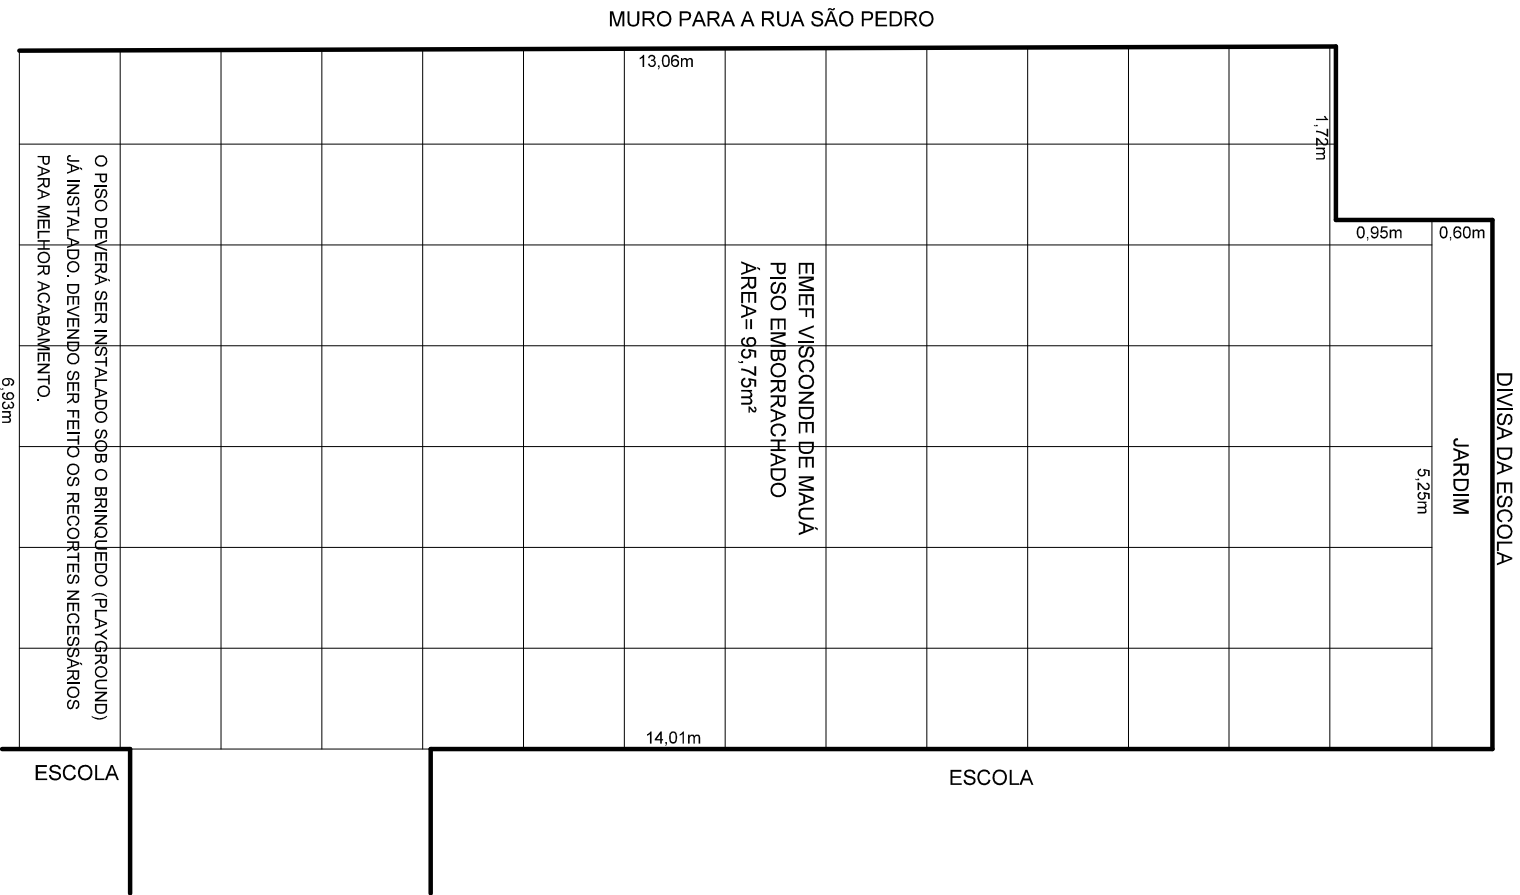 MURO PARA A RUA SÃO PEDRO
13,06m
1,72m
0,95m
0,60m
O PISO DEVERÁ SER INSTALADO SOB O BRINQUEDO (PLAYGROUND)
JÁ INSTALADO. DEVENDO SER FEITO OS RECORTES NECESSÁRIOS
PARA MELHOR ACABAMENTO.
6,93m
EMEF VISCONDE DE MAUÁ
PISO EMBORRACHADO
ÁREA= 95,75m²
5,25m
JARDIM
DIVISA DA ESCOLA
14,01m
ESCOLA
ESCOLA